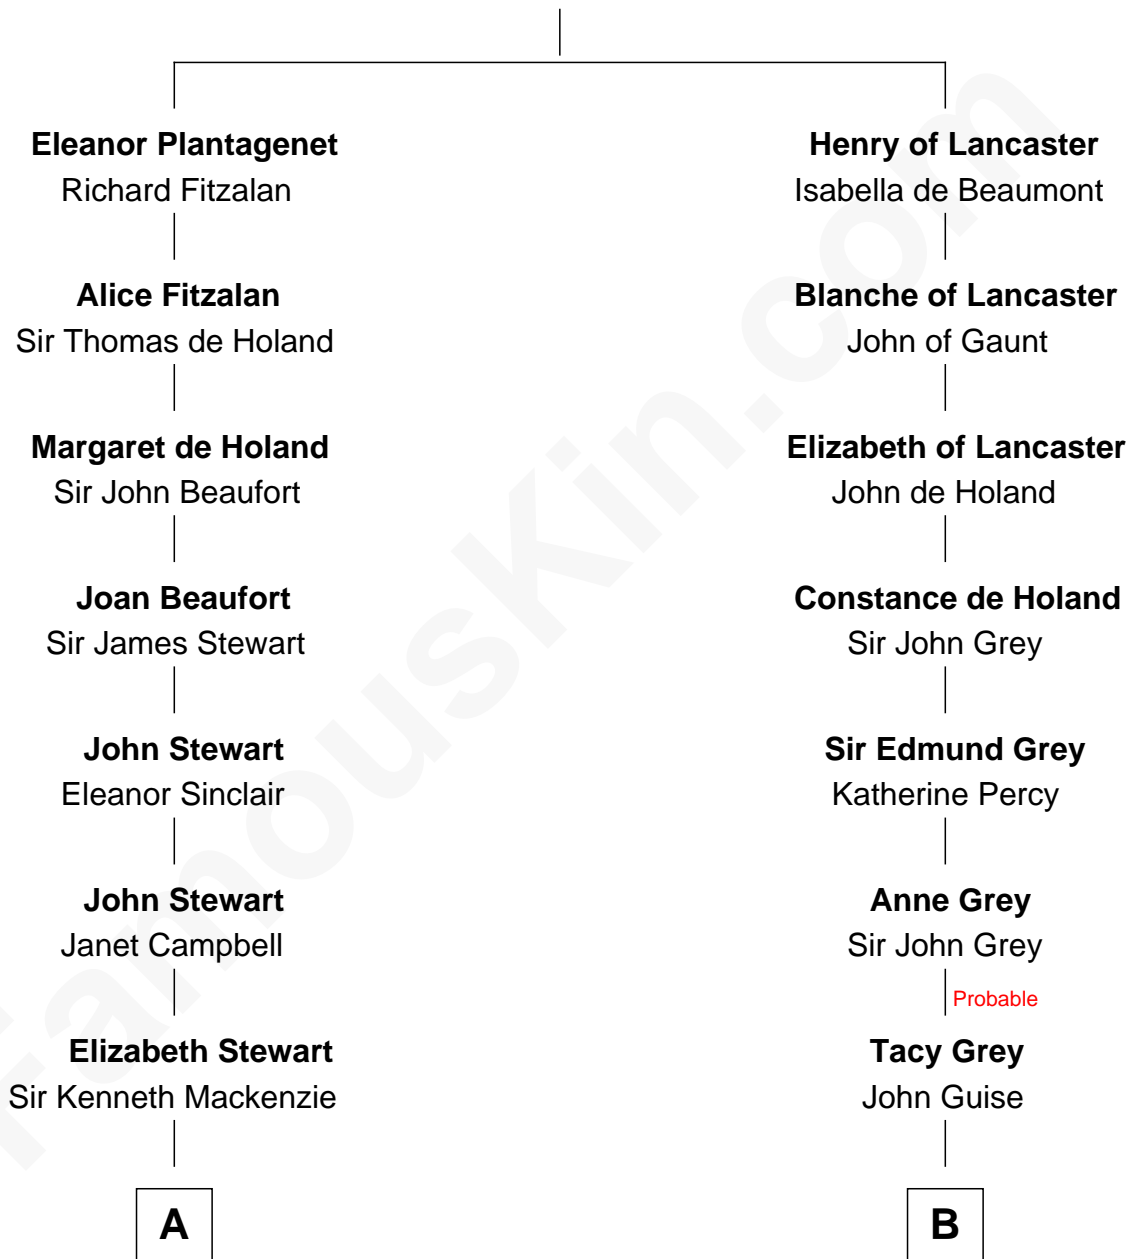 Eleanor Plantagenet
Richard Fitzalan
Alice Fitzalan
Sir Thomas de Holand
Margaret de Holand
Sir John Beaufort
Joan Beaufort
Sir James Stewart
John Stewart
Eleanor Sinclair
John Stewart
Janet Campbell
Elizabeth Stewart
Sir Kenneth Mackenzie
A
Henry of Lancaster
Isabella de Beaumont
Blanche of Lancaster
John of Gaunt
Elizabeth of Lancaster
John de Holand
Constance de Holand
Sir John Grey
Sir Edmund Grey
Katherine Percy
Anne Grey
Sir John Grey
Probable
Tacy Grey
John Guise
B
FamousKin.com